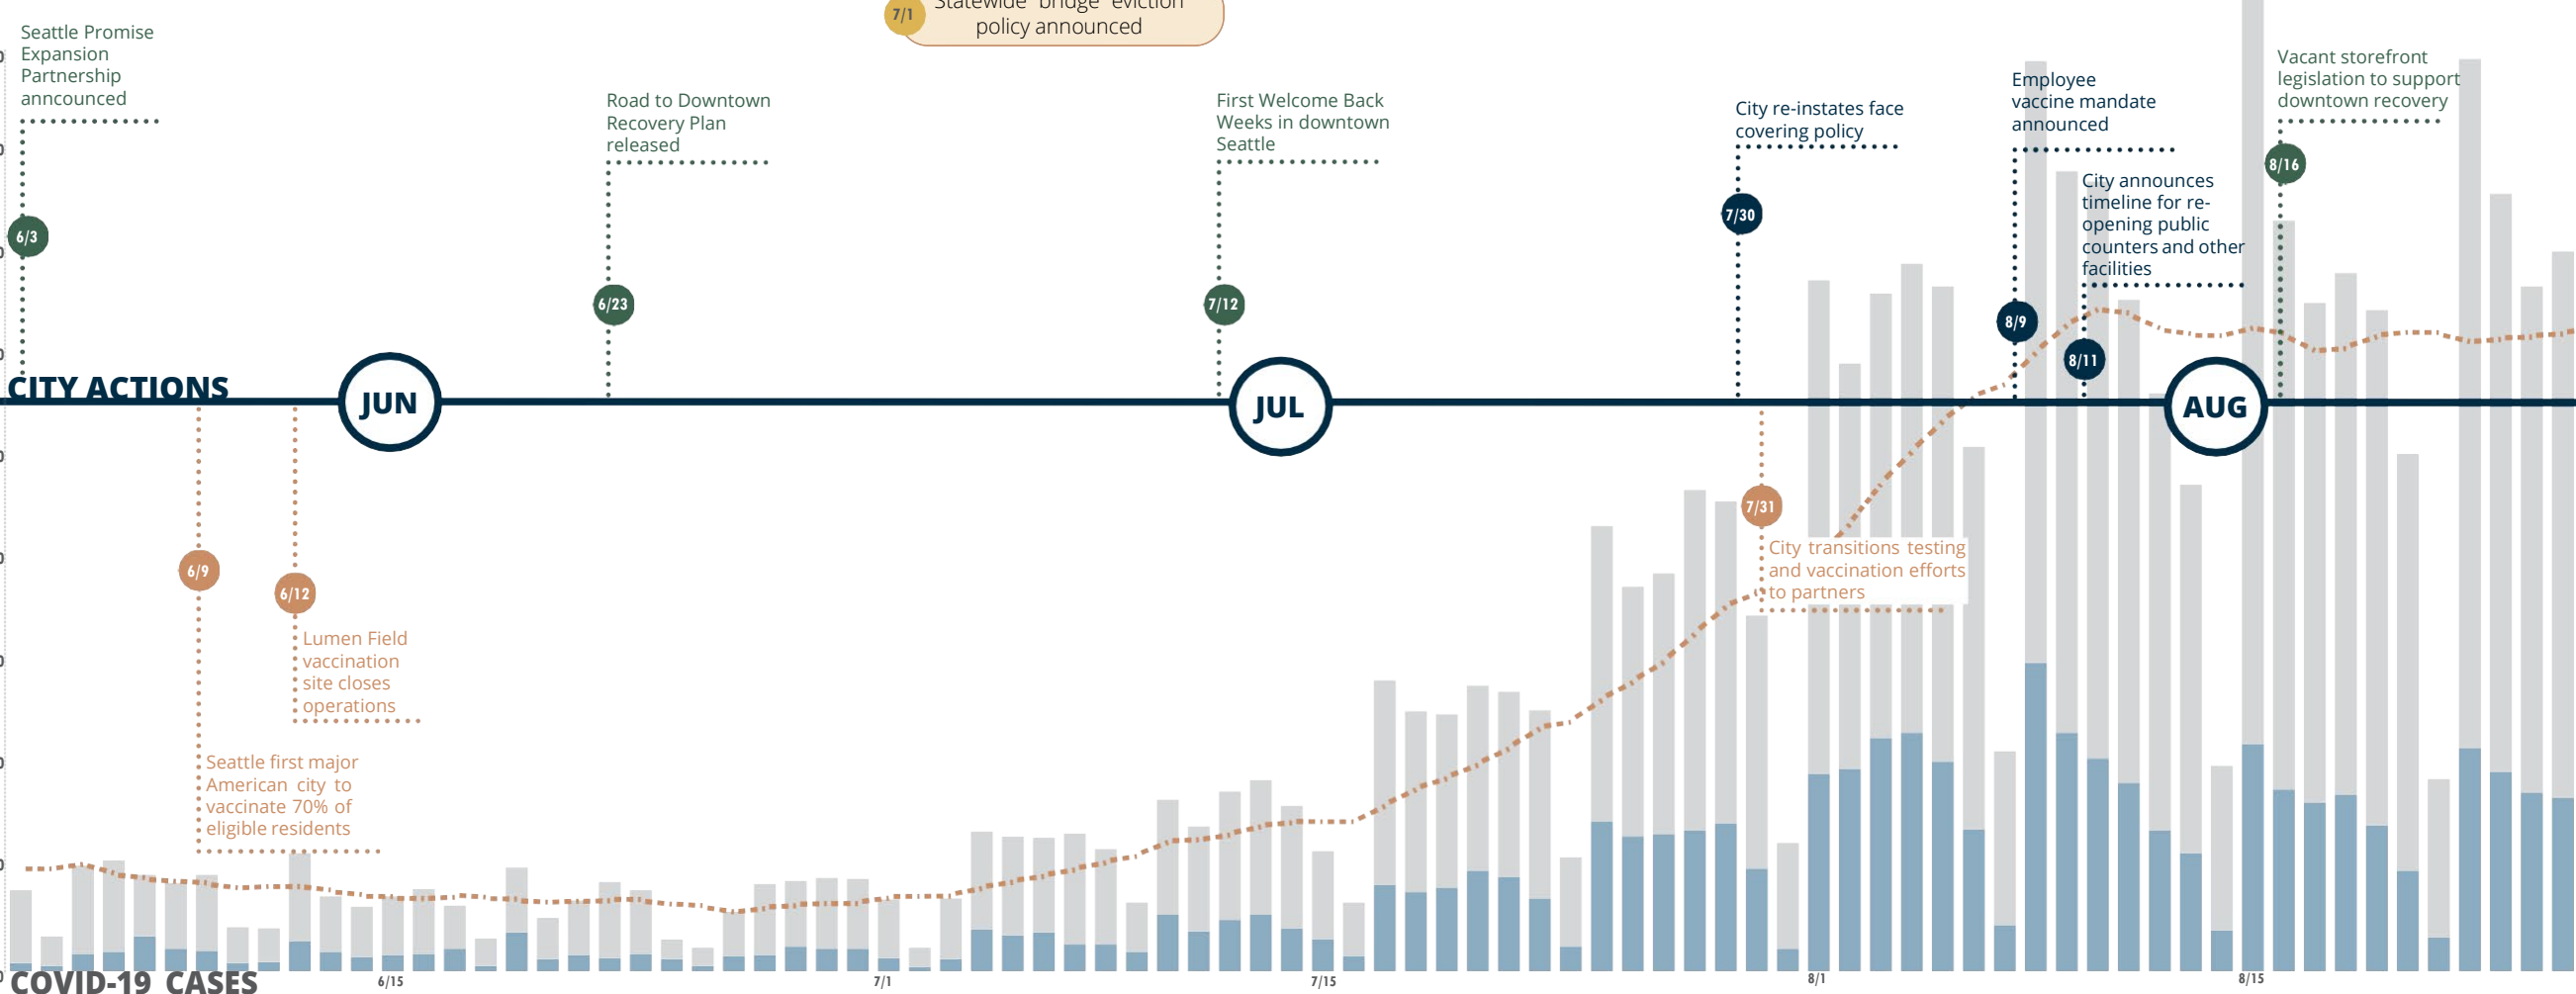 Statewide bridge eviction
policy announced
7/1
Seattle Promise
Expansion
Partnership
anncounced
6/3
Road to Downtown
Recovery Plan
released
6/23
First Welcome Back
Weeks in downtown
Seattle
7/12
City re-instates face
covering policy
7/30
Employee
vaccine mandate
announced
8/9
City announces
timeline for re-
opening public
counters and other
facilities
8/11
Vacant storefront
legislation to support
downtown recovery
8/16
CITY ACTIONS
JUN
JUL
AUG
6/9
Seattle first major
American city to
vaccinate 70% of
eligible residents
6/12
Lumen Field
vaccination
site closes
operations
7/31
City transitions testing
and vaccination efforts
to partners
COVID-19 CASES
6/15
7/1
7/15
8/1
8/15